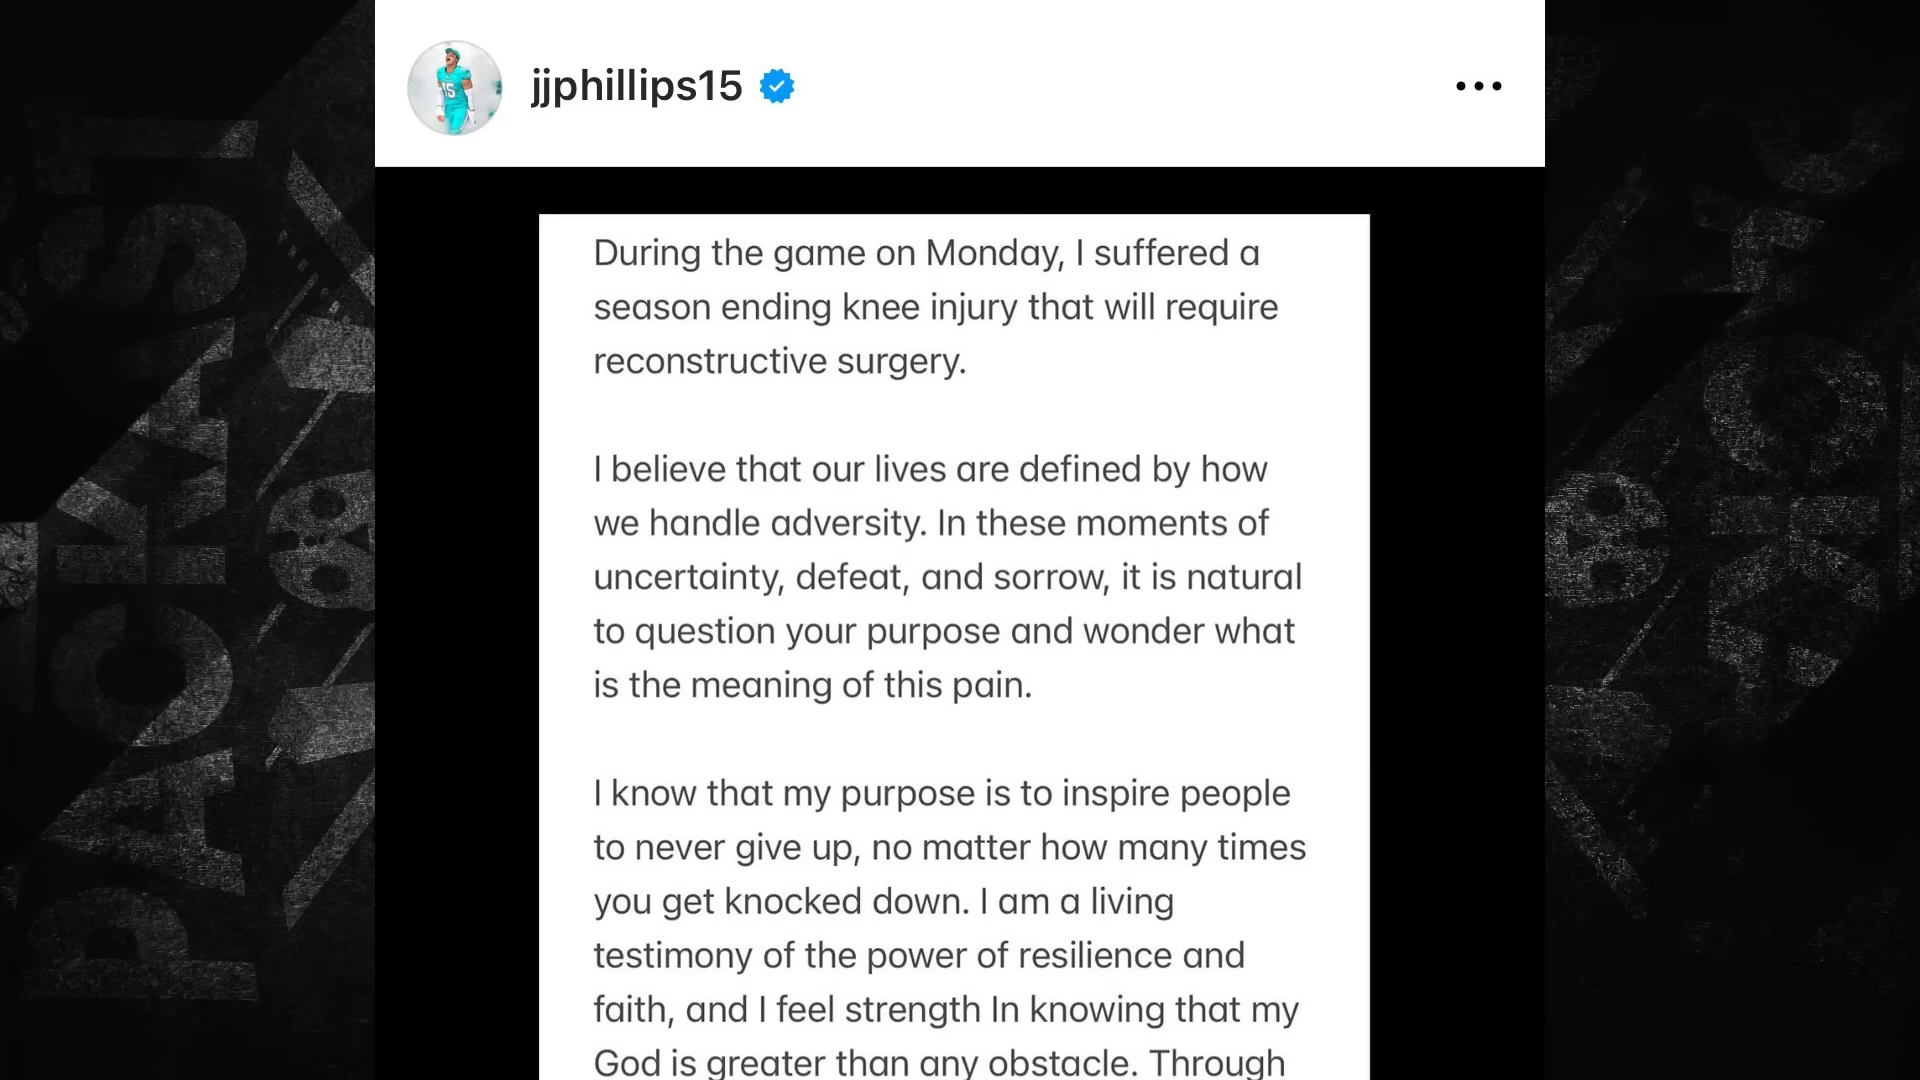 jjphillips15
During the game on Monday, I suffered a
season ending knee injury that will require
reconstructive surgery.
I believe that our lives are defined by how
we handle adversity. In these moments of
uncertainty, defeat, and sorrow, it is natural
to question your purpose and wonder what
is the meaning of this pain.
I know that my purpose is to inspire people
to never give up, no matter how many times
you get knocked down. I am a living
testimony of the power of resilience and
faith, and I feel strength In knowing that my
God is greater than any obstacle. Through